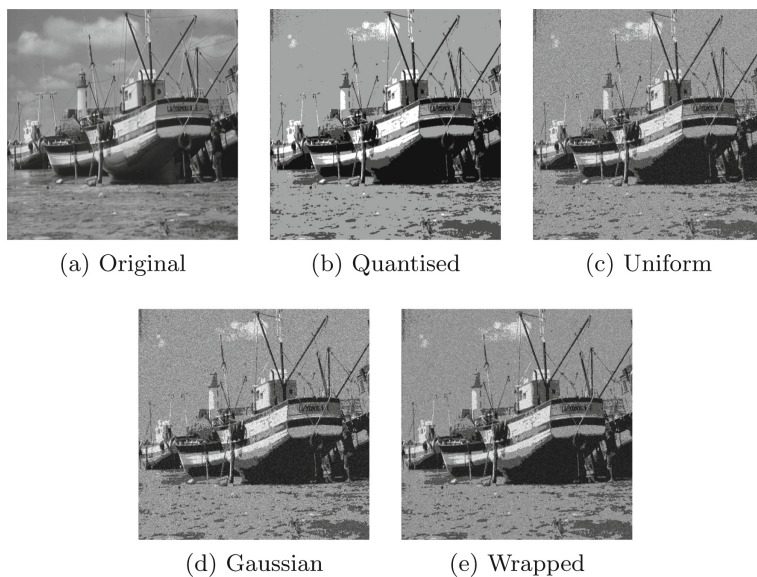 (a) Original
(b) Quantised
(c) Uniform
(d) Gaussian
(e) Wrapped